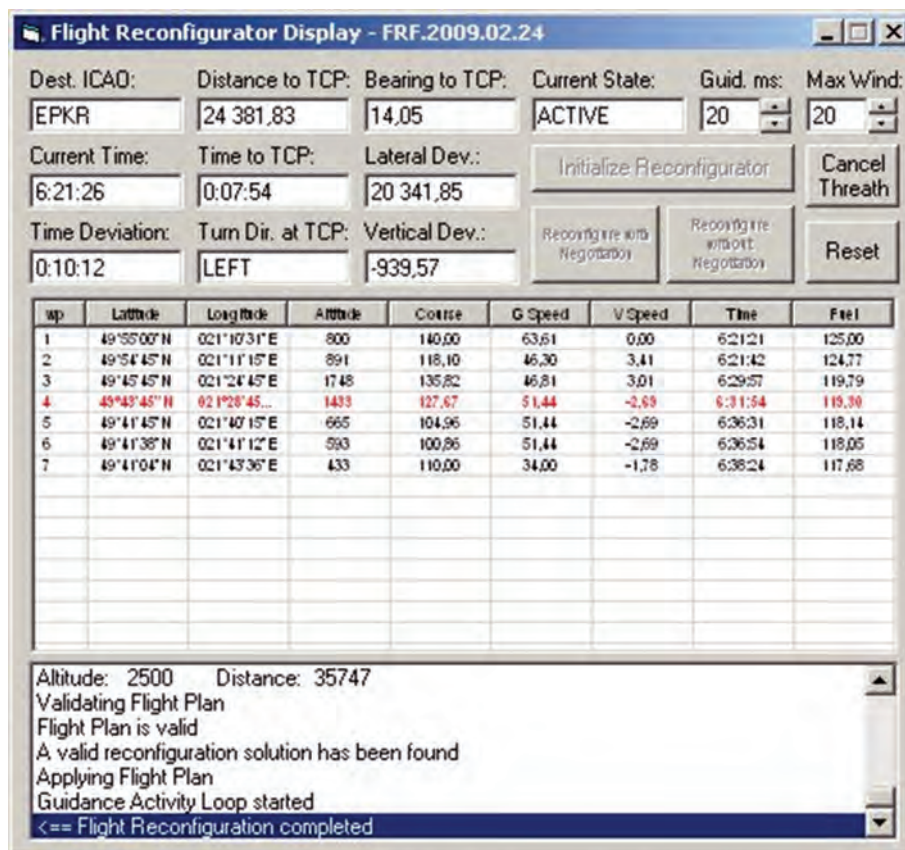 Flight Reconfigurator Display - FRF.2009.02.24
Dest. ICAO: Distance to TCP: Bearing to TCP: Current State: Guid. ms: Max Wind:
EPKR 24 381,83 14,05 ACTIVE 20 20
Current Time: Time to TCP: Lateral Dev.: Initialize Reconfigurator Cancel Threath
6:21:26 0:07:54 20 341,85
Time Deviation: Turn Dir. at TCP: Vertical Dev.: Reconfigure with Negotiation Reconfigure without Negotiation Reset
0:10:12 LEFT -939,57
wp Latitude Longitude Altitude Course G Speed V Speed Time Fuel
1 49°55'00"N 021°10'31"E 800 140,00 63,61 0,00 6:21:21 125,00
2 49°54'45"N 021°11'15"E 891 118,10 46,30 3,41 6:21:42 124,77
3 49°45'45"N 021°24'45"E 1748 135,82 46,81 3,01 6:29:57 119,79
4 49°43'45"N 021°28'45... 1433 127,67 51,44 -2,69 6:31:54 119,30
5 49°41'45"N 021°40'15"E 665 104,96 51,44 -2,69 6:36:31 118,14
6 49°41'38"N 021°41'12"E 593 100,86 51,44 -2,69 6:36:54 118,05
7 49°41'04"N 021°43'36"E 433 110,00 34,00 -1,78 6:38:24 117,68
Altitude: 2500 Distance: 35747
Validating Flight Plan
Flight Plan is valid
A valid reconfiguration solution has been found
Applying Flight Plan
Guidance Activity Loop started
<== Flight Reconfiguration completed